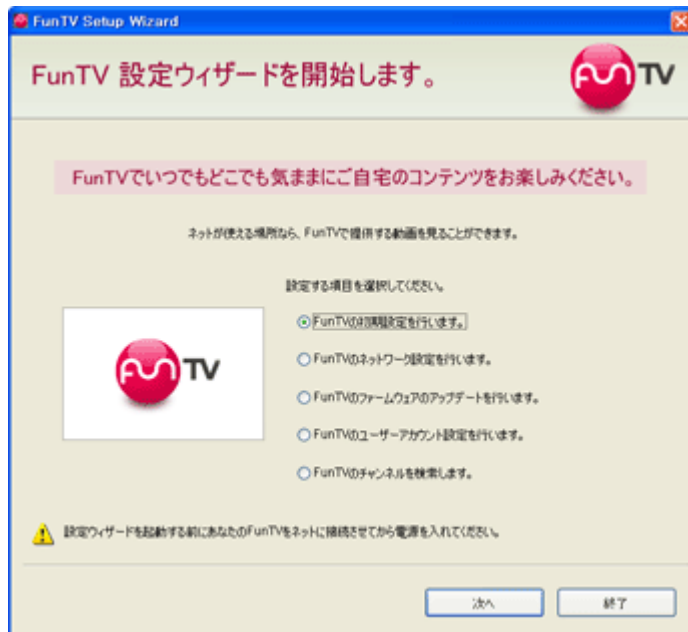 FunTV Setup Wizard
FunTV 設定ウィザードを開始します。
FUN TV
FunTVでいつでもどこでも気ままにご自宅のコンテンツをお楽しみください。
ネットが使える場所なら、FunTVで提供する動画を見ることができます。
設定する項目を選択してください。
FUN TV
FunTVの初期設定を行います。
FunTVのネットワーク設定を行います。
FunTVのファームウェアのアップデートを行います。
FunTVのユーザーアカウント設定を行います。
FunTVのチャンネルを検索します。
設定ウィザードを起動する前にあなたのFunTVをネットに接続させてから電源を入れてください。
次へ
終了